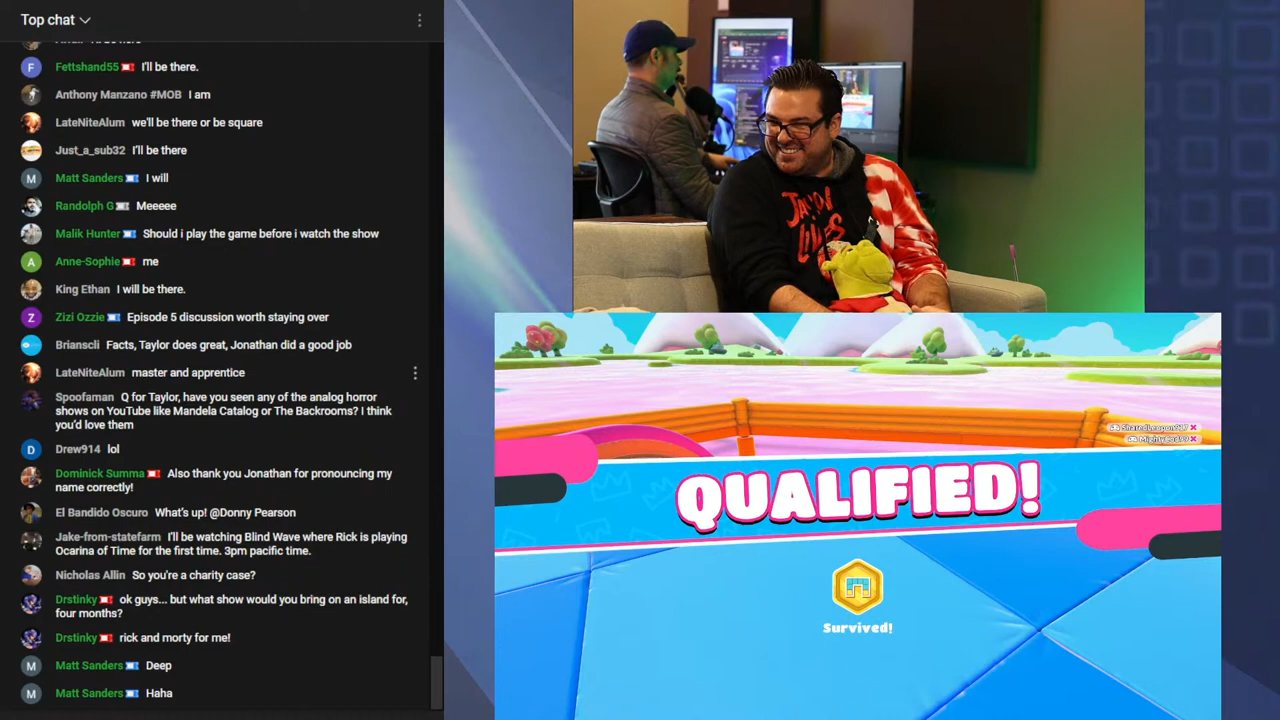 Top chat
Fettshand55 I'll be there.
Anthony Manzano #MOB I am
LateNiteAlum we'll be there or be square
Just_a_sub32 I'll be there
Matt Sanders I will
Randolph G Meeeee
Malik Hunter Should i play the game before i watch the show
Anne-Sophie me
King Ethan I will be there.
Zizi Ozzie Episode 5 discussion worth staying over
Brianscli Facts, Taylor does great, Jonathan did a good job
LateNiteAlum master and apprentice
Spoofaman Q for Taylor, have you seen any of the analog horror
shows on YouTube like Mandela Catalog or The Backrooms? I think
you'd love them
Drew914 lol
Dominick Summa Also thank you Jonathan for pronouncing my
name correctly!
El Bandido Oscuro What's up! @Donny Pearson
Jake-from-statefarm I'll be watching Blind Wave where Rick is playing
Ocarina of Time for the first time. 3pm pacific time.
Nicholas Allin So you're a charity case?
Drstinky ok guys... but what show would you bring on an island for,
four months?
Drstinky rick and morty for me!
Matt Sanders Deep
Matt Sanders Haha
F
A
Z
D
M
M
M
JASON
LIVES
QUALIFIED!
Survived!